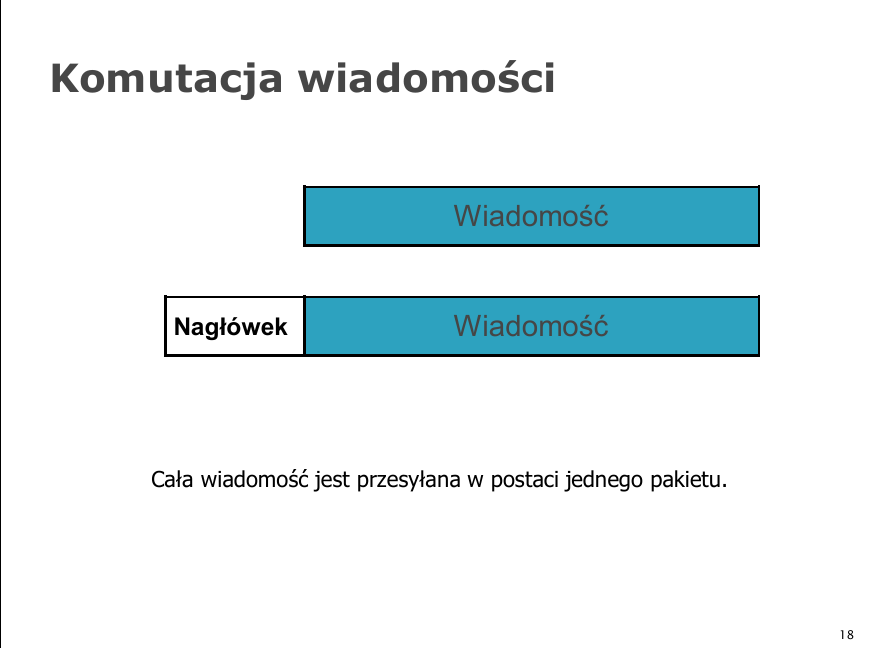 Komutacja wiadomości
Wiadomość
Nagłówek Wiadomość
Cała wiadomość jest przesyłana w postaci jednego pakietu.
18